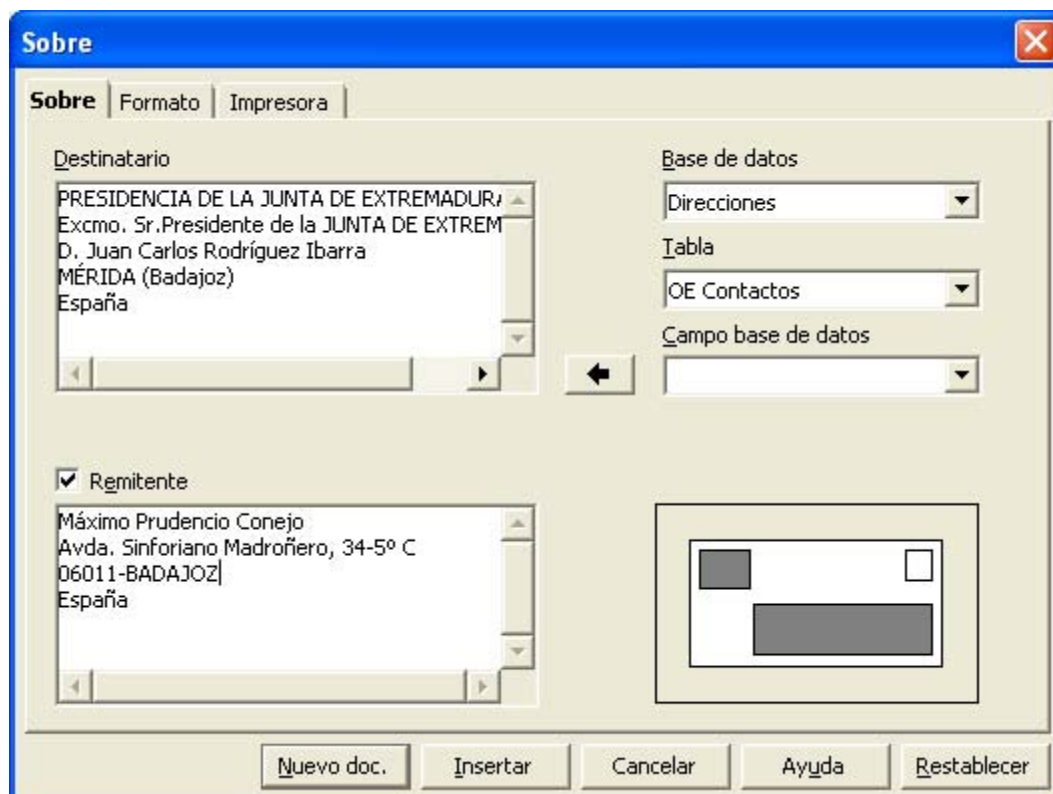 Sobre
Sobre Formato Impresora
Destinatario
PRESIDENCIA DE LA JUNTA DE EXTREMADURA
Excmo. Sr.Presidente de la JUNTA DE EXTREM
D. Juan Carlos Rodríguez Ibarra
MÉRIDA (Badajoz)
España
Base de datos
Direcciones
Tabla
OE Contactos
Campo base de datos
Remitente
Máximo Prudencio Conejo
Avda. Sinforiano Madroñero, 34-5º C
06011-BADAJOZ
España
Nuevo doc. Insertar Cancelar Ayuda Restablecer